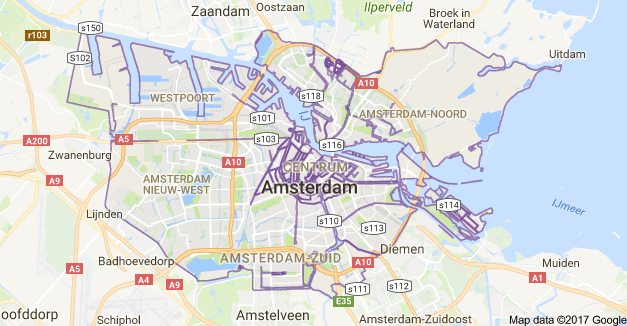 Zaandam
Oostzaan
Ilperveld
Broek in
Waterland
s150
r103
S102
Uitdam
A10
WESTPOORT
s118
s101
AMSTERDAM-NOORD
A200
A5
s103
s116
Zwanenburg
A10
CENTRUM
A9
AMSTERDAM
NIEUW-WEST
Amsterdam
s114
IJmeer
Lijnden
s110
s113
Diemen
Badhoevedorp
AMSTERDAM-ZUID
A10
Muiden
A5
A4
A9
s111
s112
A1
E35
oofddorp
Schiphol
Amstelveen
Amsterdam-Zuidoost
Map data ©2017 Google